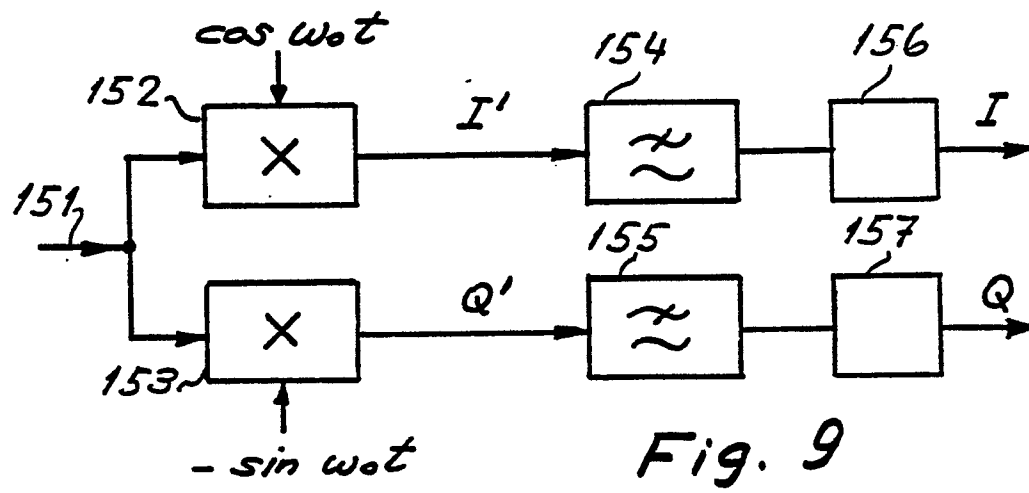 cos ω₀t
152
×
I'
154
156
I
151
153
×
Q'
155
157
Q
- sin ω₀t
Fig. 9